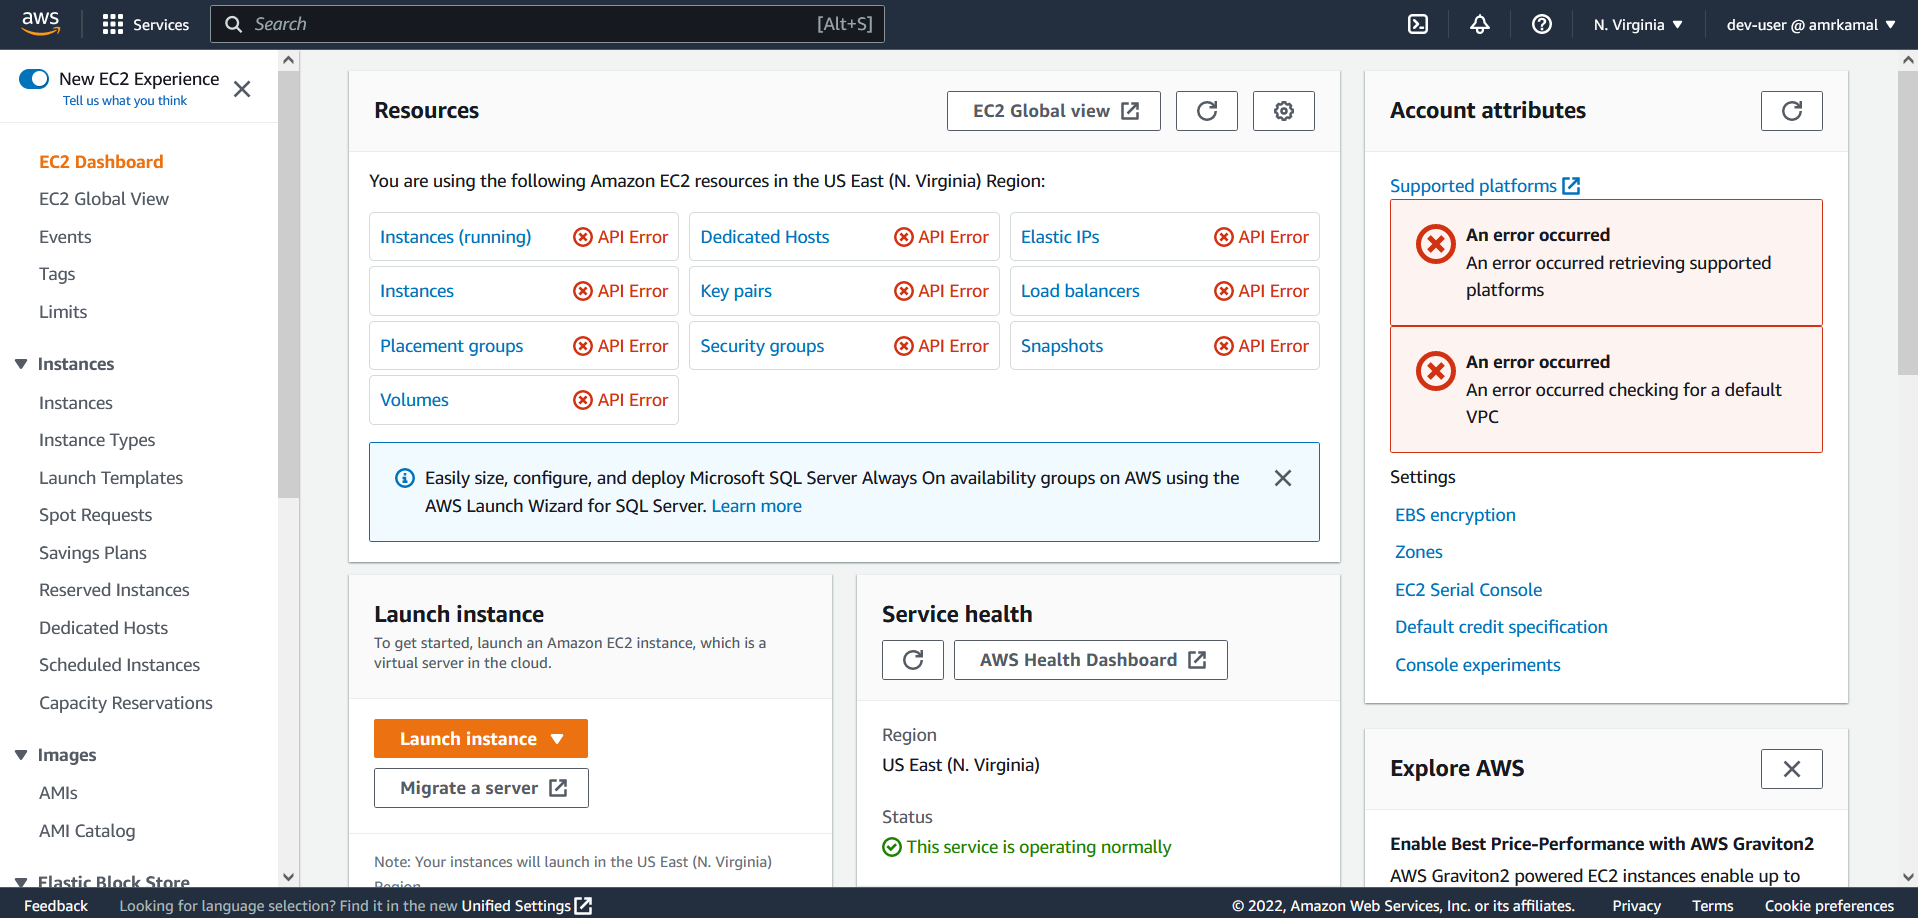 aws
Services
Search
[Alt+S]
N. Virginia
dev-user @ amrkamal
New EC2 Experience
Tell us what you think
EC2 Dashboard
EC2 Global View
Events
Tags
Limits
Instances
Instances
Instance Types
Launch Templates
Spot Requests
Savings Plans
Reserved Instances
Dedicated Hosts
Scheduled Instances
Capacity Reservations
Images
AMIs
AMI Catalog
Elastic Block Store
Resources
EC2 Global view
You are using the following Amazon EC2 resources in the US East (N. Virginia) Region:
Instances (running) API Error
Dedicated Hosts API Error
Elastic IPs API Error
Instances API Error
Key pairs API Error
Load balancers API Error
Placement groups API Error
Security groups API Error
Snapshots API Error
Volumes API Error
Easily size, configure, and deploy Microsoft SQL Server Always On availability groups on AWS using the
AWS Launch Wizard for SQL Server. Learn more
Launch instance
To get started, launch an Amazon EC2 instance, which is a
virtual server in the cloud.
Launch instance
Migrate a server
Note: Your instances will launch in the US East (N. Virginia)
Region
Service health
AWS Health Dashboard
Region
US East (N. Virginia)
Status
This service is operating normally
Account attributes
Supported platforms
An error occurred
An error occurred retrieving supported
platforms
An error occurred
An error occurred checking for a default
VPC
Settings
EBS encryption
Zones
EC2 Serial Console
Default credit specification
Console experiments
Explore AWS
Enable Best Price-Performance with AWS Graviton2
AWS Graviton2 powered EC2 instances enable up to
Feedback
Looking for language selection? Find it in the new Unified Settings
© 2022, Amazon Web Services, Inc. or its affiliates.
Privacy
Terms
Cookie preferences